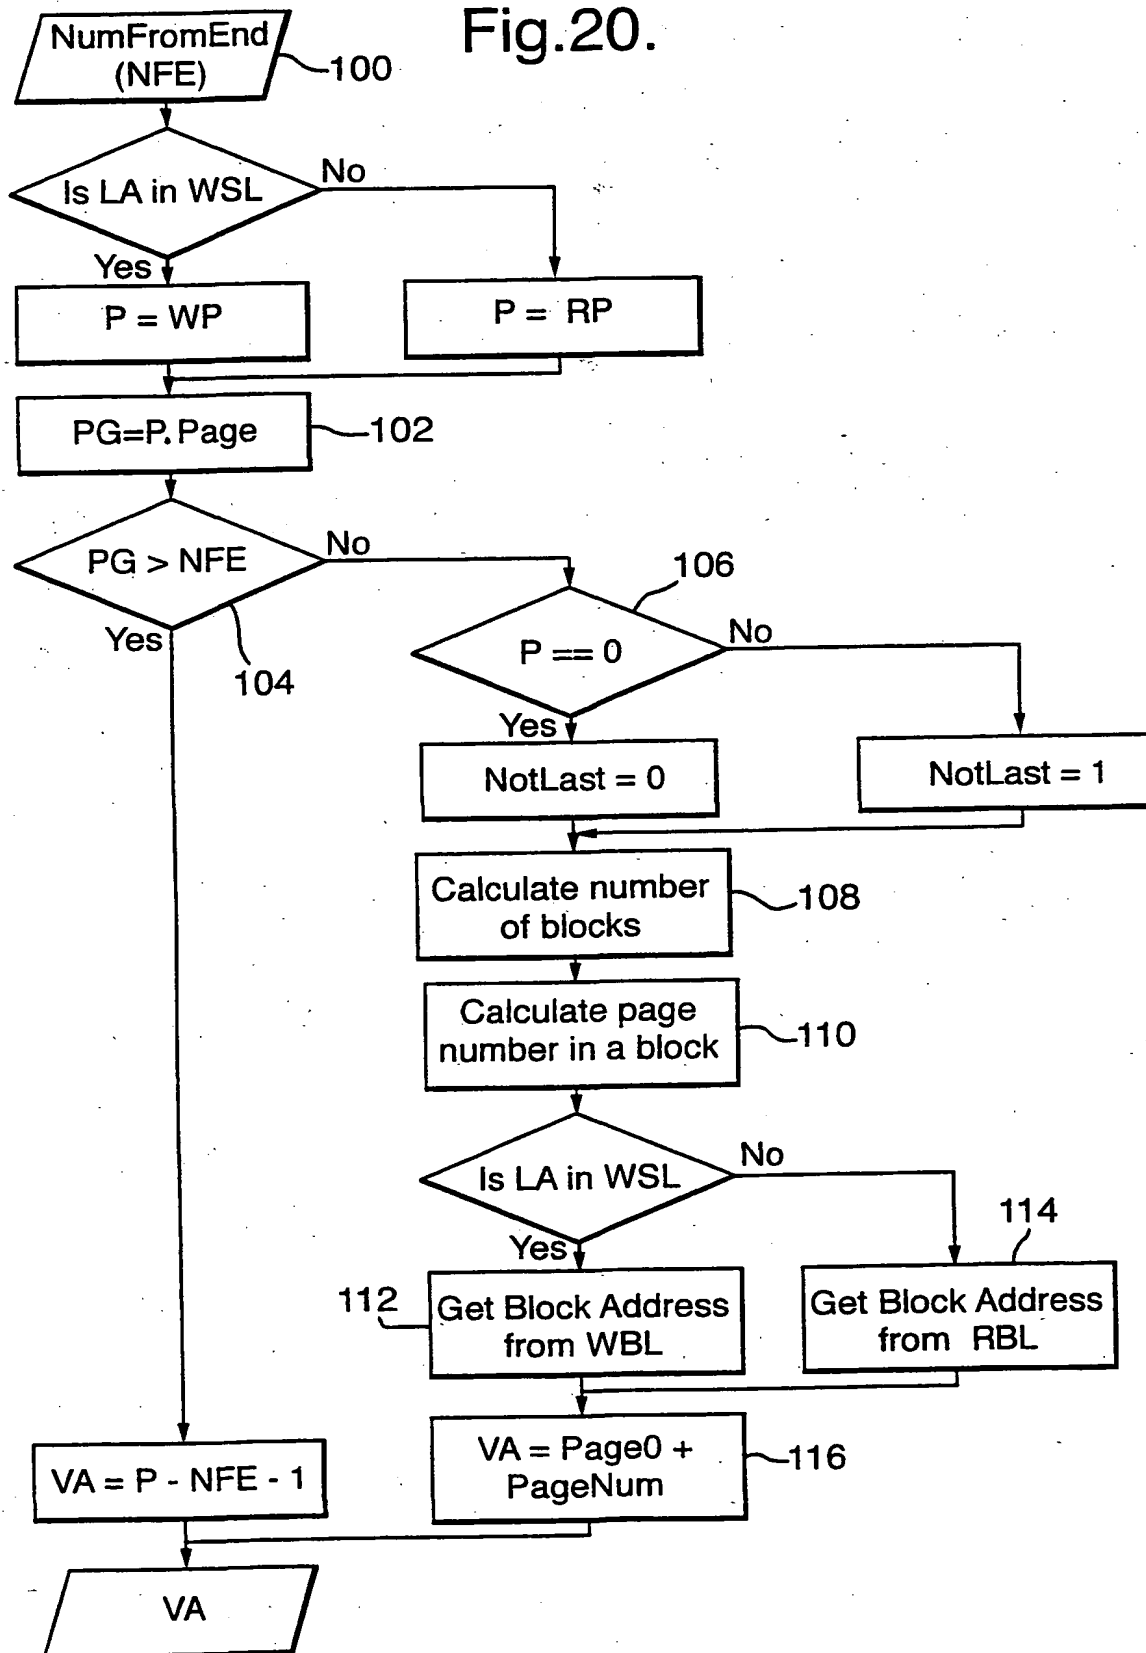 Fig.20.
NumFromEnd
(NFE)
100
Is LA in WSL
No
Yes
P = WP
P = RP
PG=P.Page
102
PG > NFE
No
Yes
104
106
P == 0
No
Yes
NotLast = 0
NotLast = 1
Calculate number
of blocks
108
Calculate page
number in a block
110
Is LA in WSL
No
Yes
114
112
Get Block Address
from WBL
Get Block Address
from RBL
VA = P - NFE - 1
VA = Page0 +
PageNum
116
VA